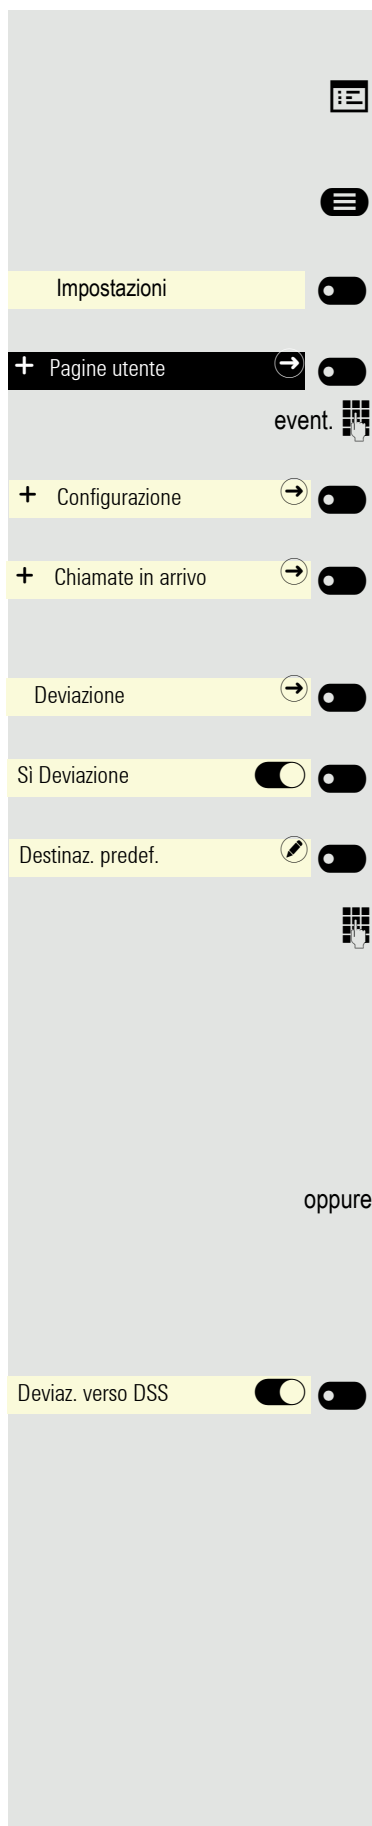 Impostazioni
Pagine utente
event.
Configurazione
Chiamate in arrivo
Deviazione
Sì Deviazione
Destinaz. predef.
oppure
Deviaz. verso DSS